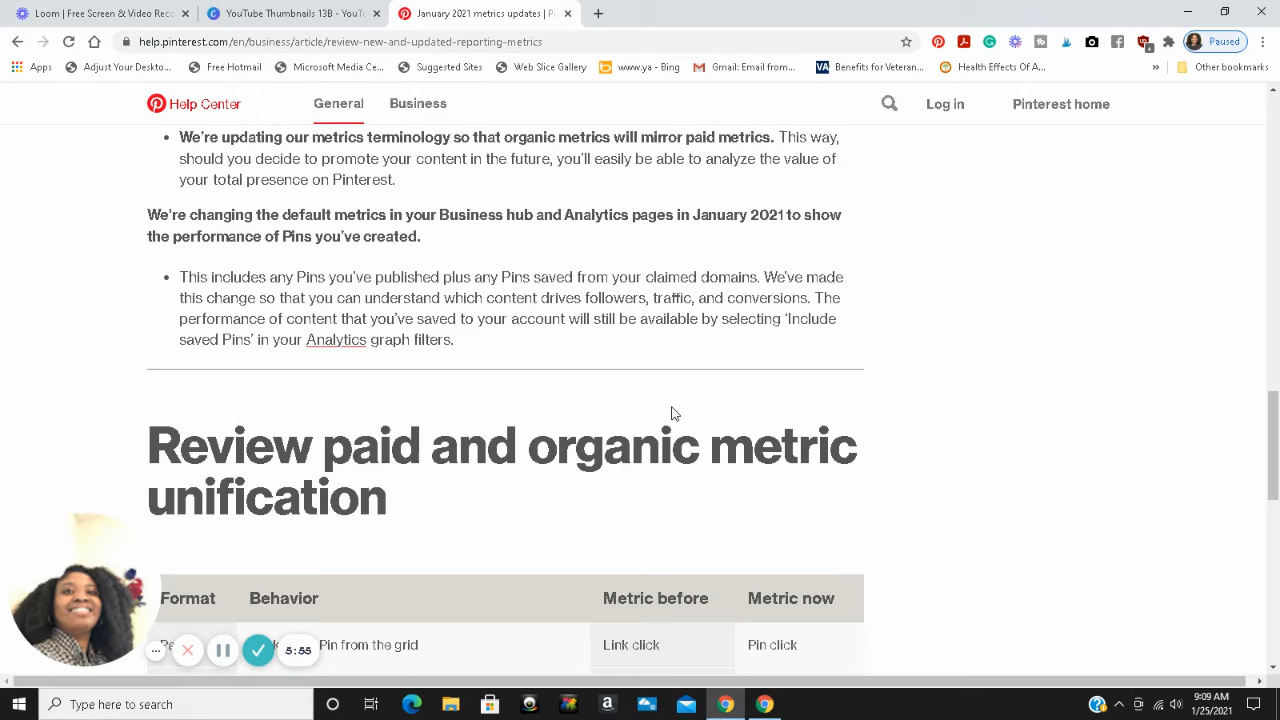 Loom | Free Screen & Video Reco
YouTube Thumbnails 13B - YouT
January 2021 metrics updates | Pi
help.pinterest.com/en/business/article/review-new-and-updated-reporting-metrics
Paused
Apps
Adjust Your Deskto...
Free Hotmail
Microsoft Media Ce...
Suggested Sites
Web Slice Gallery
www.ya - Bing
Gmail: Email from...
VA
Benefits for Veteran...
Health Effects Of A...
»
Other bookmarks
Help Center
General
Business
Log in
Pinterest home
• We're updating our metrics terminology so that organic metrics will mirror paid metrics. This way,
should you decide to promote your content in the future, you'll easily be able to analyze the value of
your total presence on Pinterest.
We're changing the default metrics in your Business hub and Analytics pages in January 2021 to show
the performance of Pins you've created.
• This includes any Pins you've published plus any Pins saved from your claimed domains. We've made
this change so that you can understand which content drives followers, traffic, and conversions. The
performance of content that you've saved to your account will still be available by selecting 'Include
saved Pins' in your Analytics graph filters.
Review paid and organic metric
unification
Format
Behavior
Metric before
Metric now
Pin from the grid
Link click
Pin click
5:55
Type here to search
9:09 AM
1/25/2021